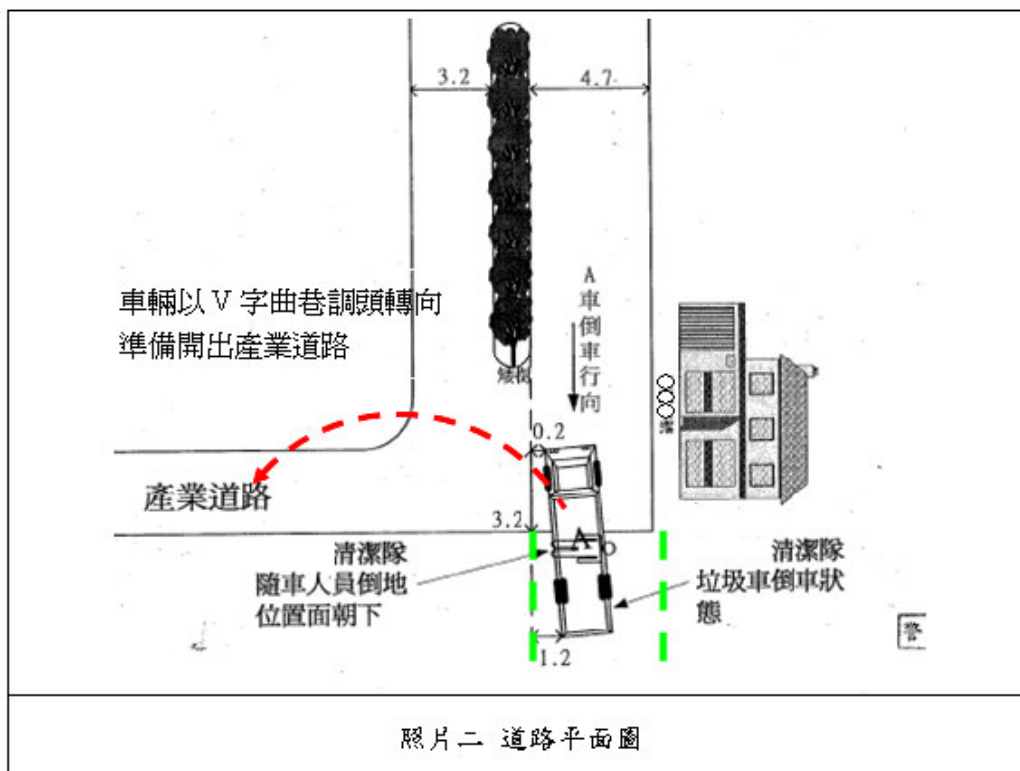 3.2
4.7
車輛以V字曲巷調頭轉向
準備開出產業道路
A車倒車行向
0.2
產業道路
3.2
A
清潔隊
隨車人員倒地
位置面朝下
清潔隊
垃圾車倒車狀
態
1.2
警
照片二 道路平面圖